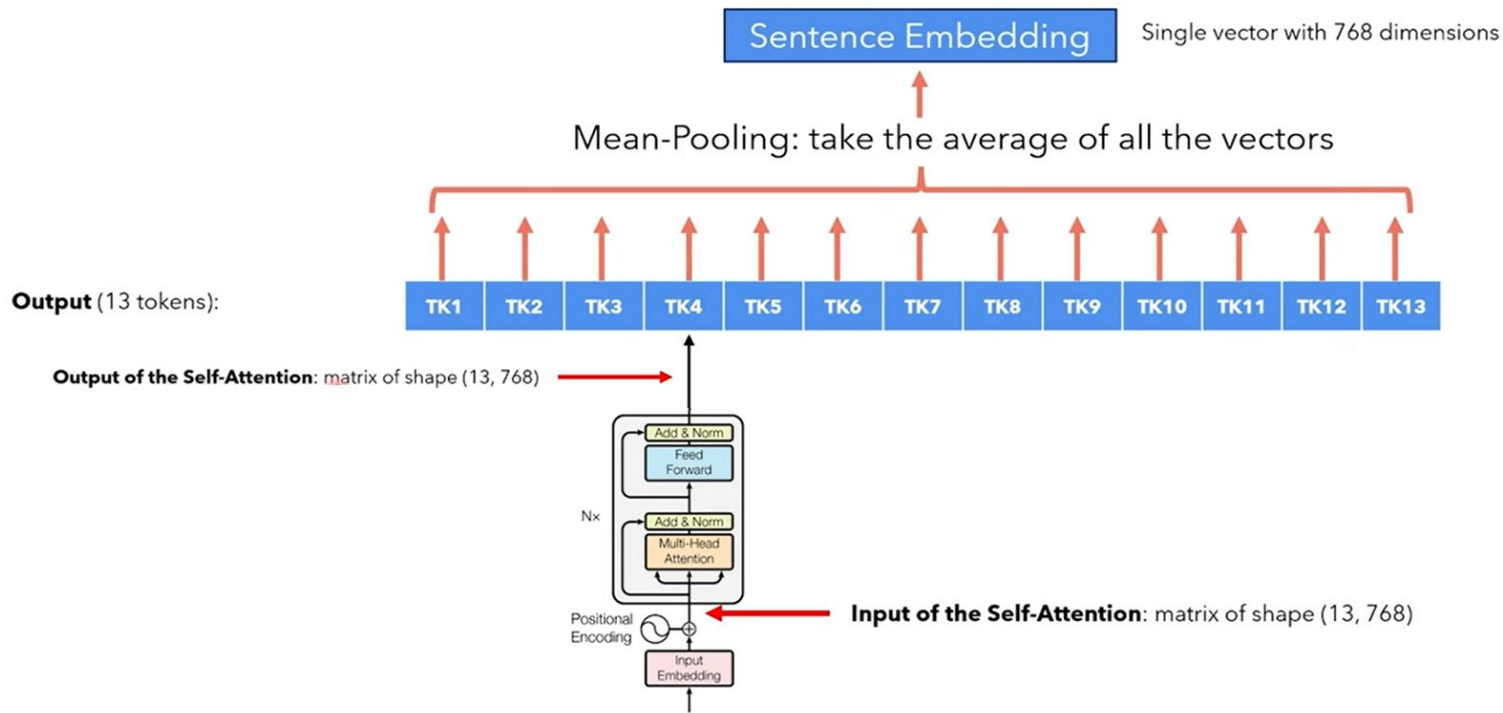 Sentence Embedding
Single vector with 768 dimensions
Mean-Pooling: take the average of all the vectors
Output (13 tokens):
TK1 TK2 TK3 TK4 TK5 TK6 TK7 TK8 TK9 TK10 TK11 TK12 TK13
Output of the Self-Attention: matrix of shape (13, 768)
Add & Norm
Feed
Forward
Nx
Add & Norm
Multi-Head
Attention
Input of the Self-Attention: matrix of shape (13, 768)
Positional
Encoding
Input
Embedding